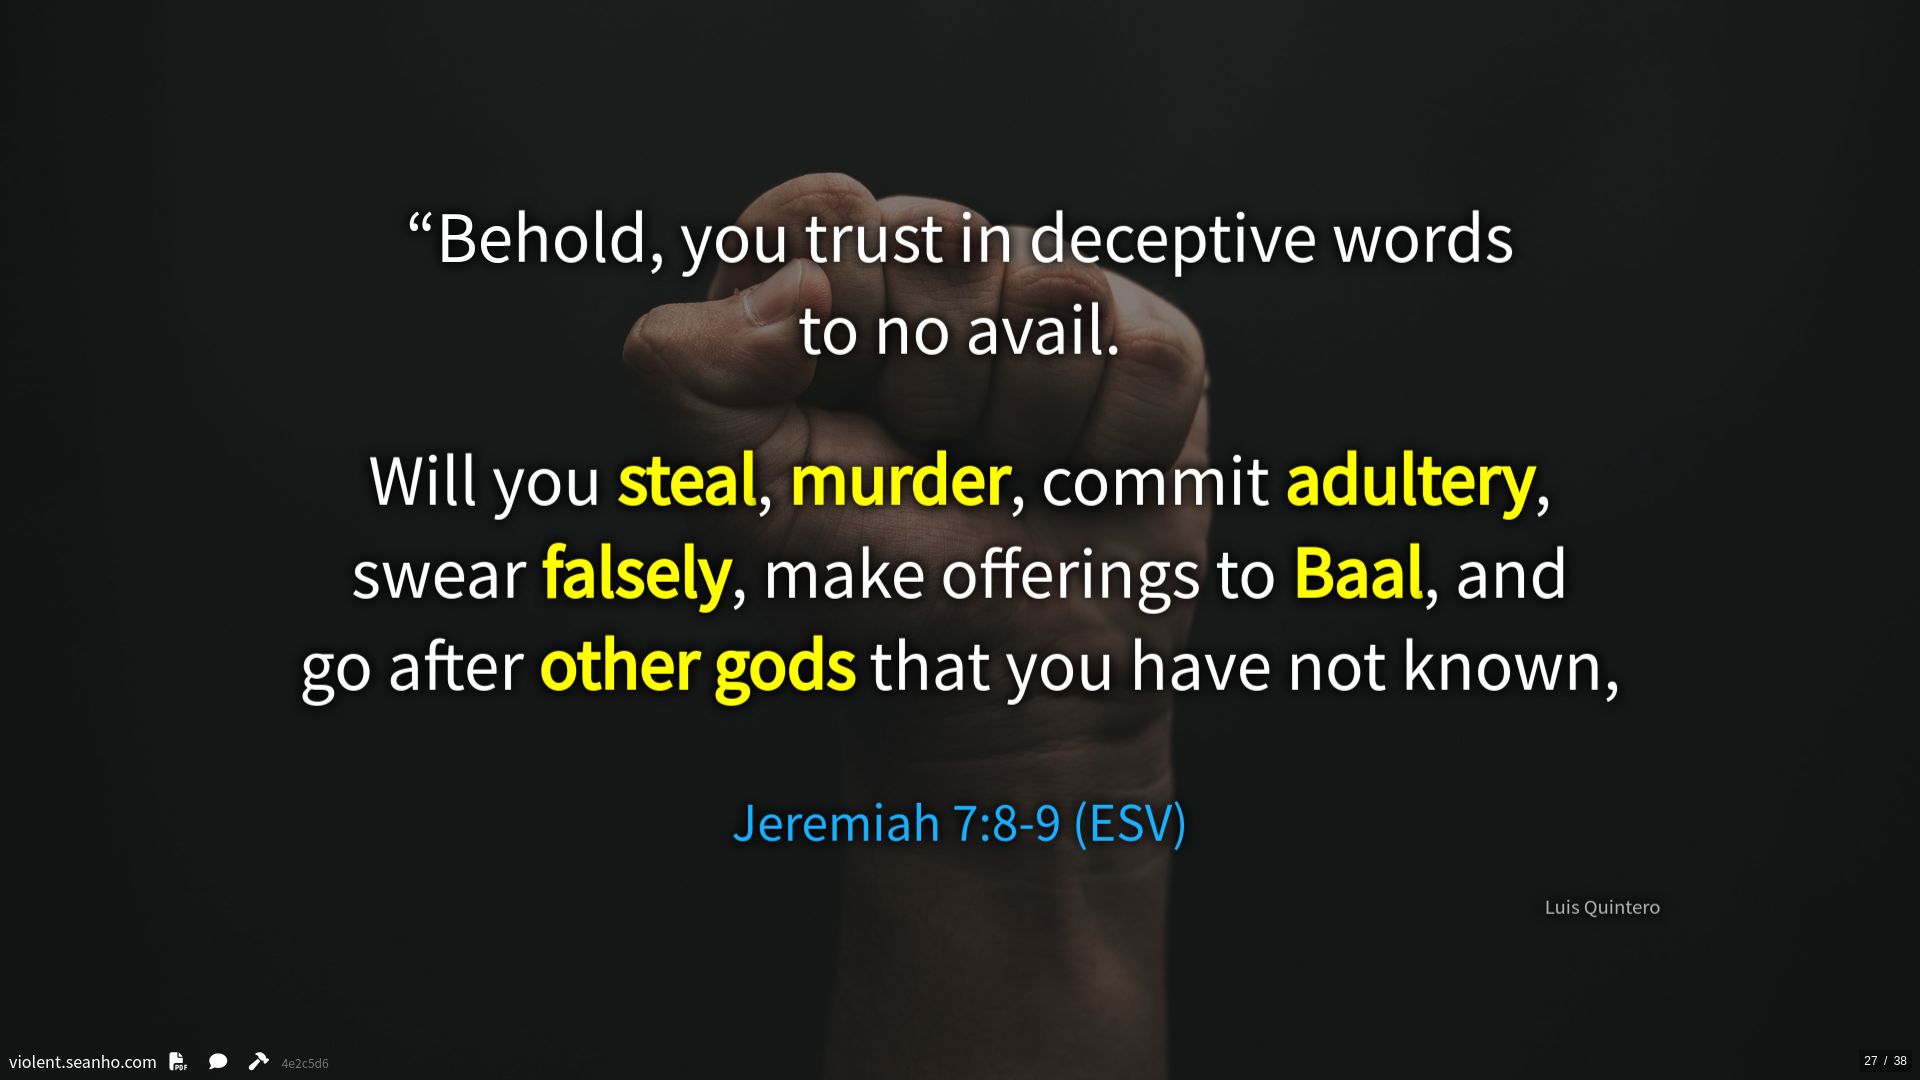 “Behold, you trust in deceptive words
to no avail.
Will you steal, murder, commit adultery,
swear falsely, make offerings to Baal, and
go after other gods that you have not known,
Jeremiah 7:8-9 (ESV)
Luis Quintero
violent.seanho.com PDF 4e2c5d6
27 / 38